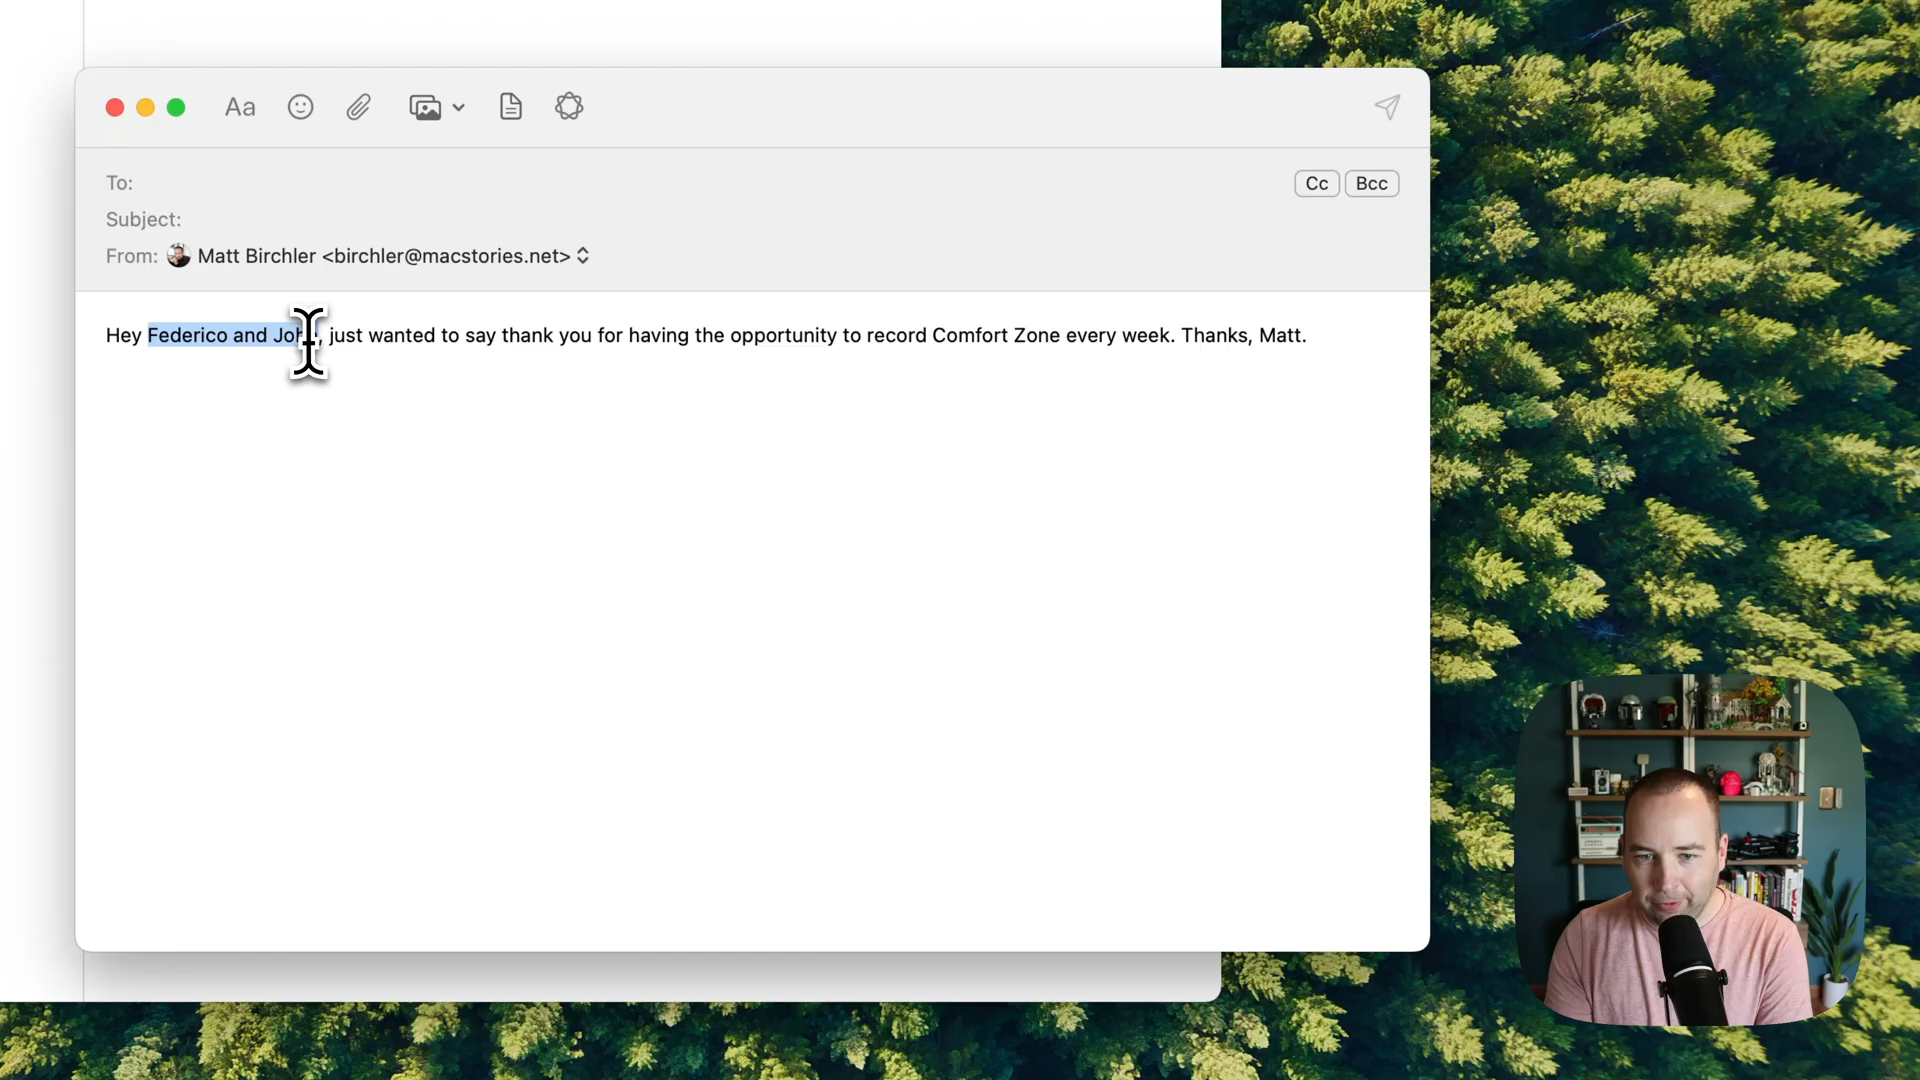 Aa
To:
Cc Bcc
Subject:
From: Matt Birchler <birchler@macstories.net>
Hey Federico and John, just wanted to say thank you for having the opportunity to record Comfort Zone every week. Thanks, Matt.